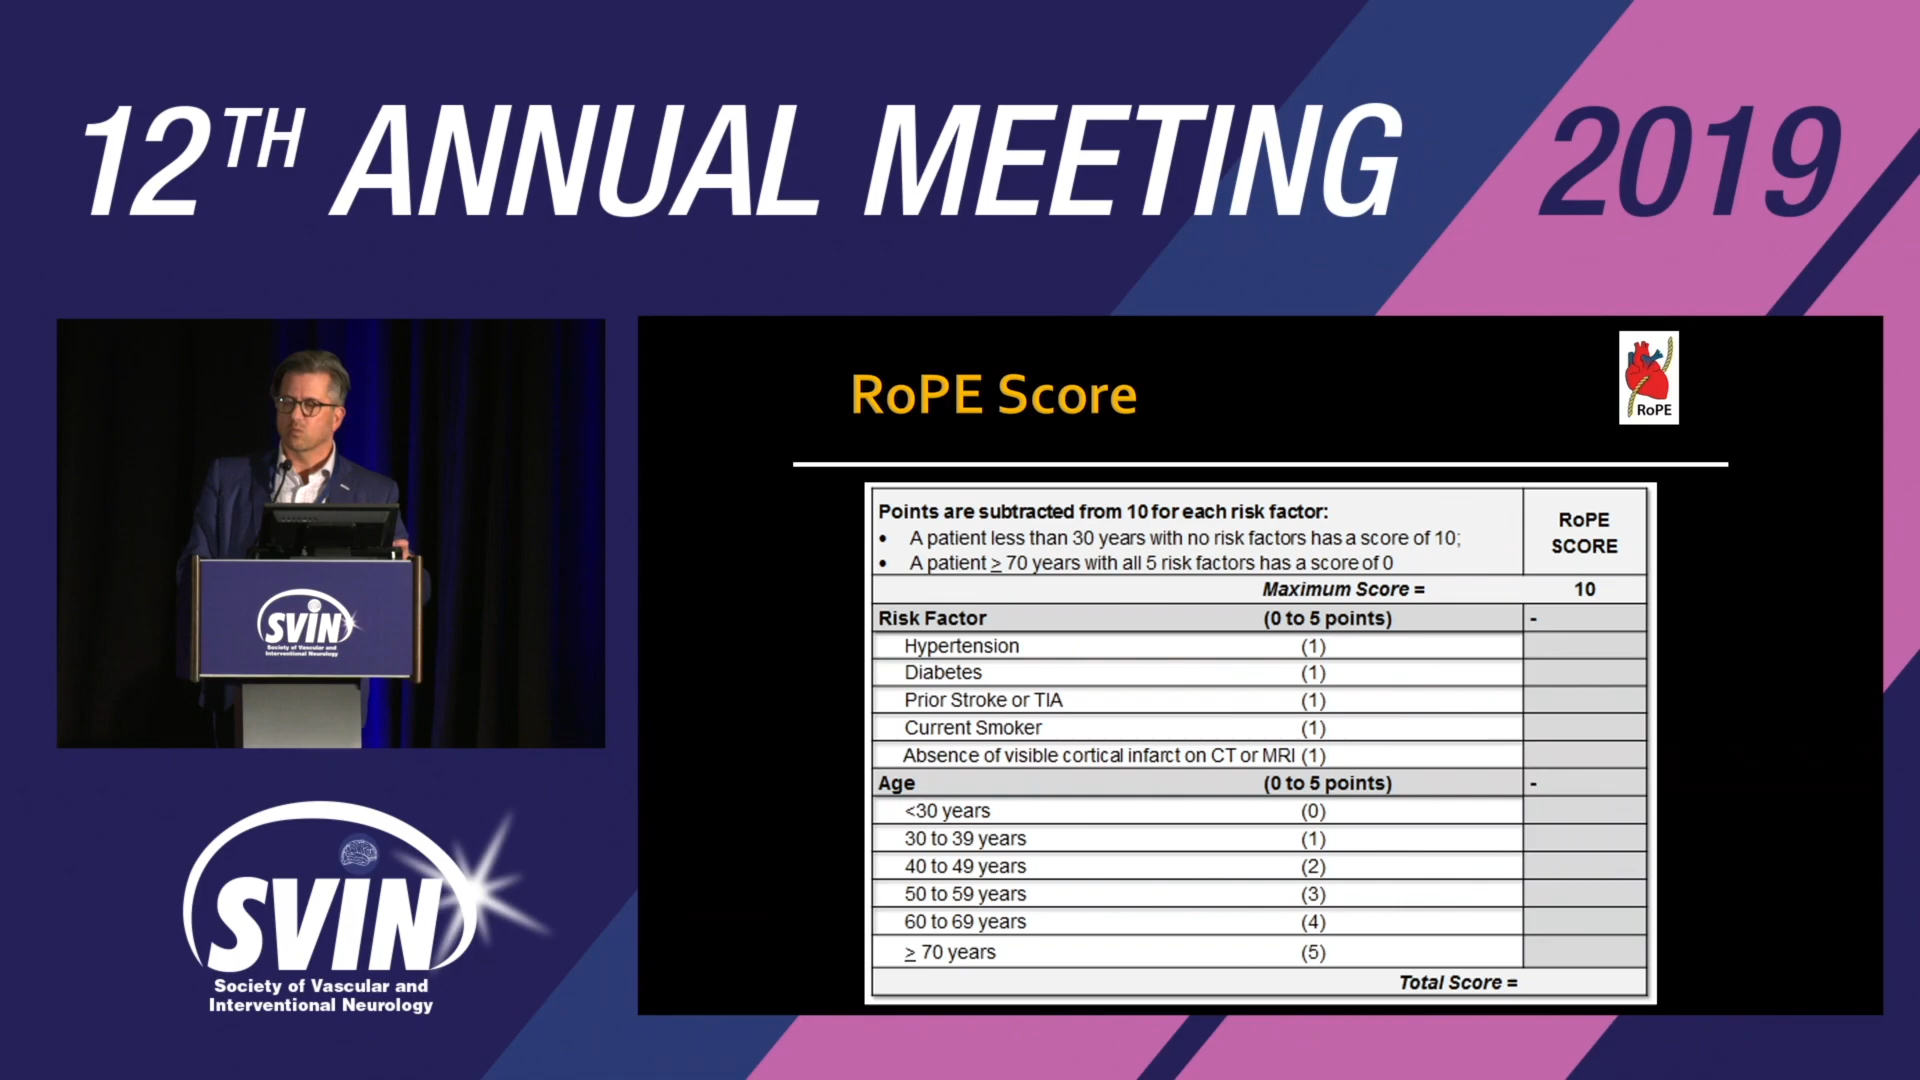 12TH ANNUAL MEETING 2019
SVIN
Society of Vascular and
Interventional Neurology
RoPE Score
RoPE
Points are subtracted from 10 for each risk factor:
• A patient less than 30 years with no risk factors has a score of 10;
• A patient ≥ 70 years with all 5 risk factors has a score of 0
RoPE
SCORE
Maximum Score = 10
Risk Factor (0 to 5 points) -
Hypertension (1)
Diabetes (1)
Prior Stroke or TIA (1)
Current Smoker (1)
Absence of visible cortical infarct on CT or MRI (1)
Age (0 to 5 points) -
<30 years (0)
30 to 39 years (1)
40 to 49 years (2)
50 to 59 years (3)
60 to 69 years (4)
≥ 70 years (5)
Total Score =
SVIN
Society of Vascular and
Interventional Neurology